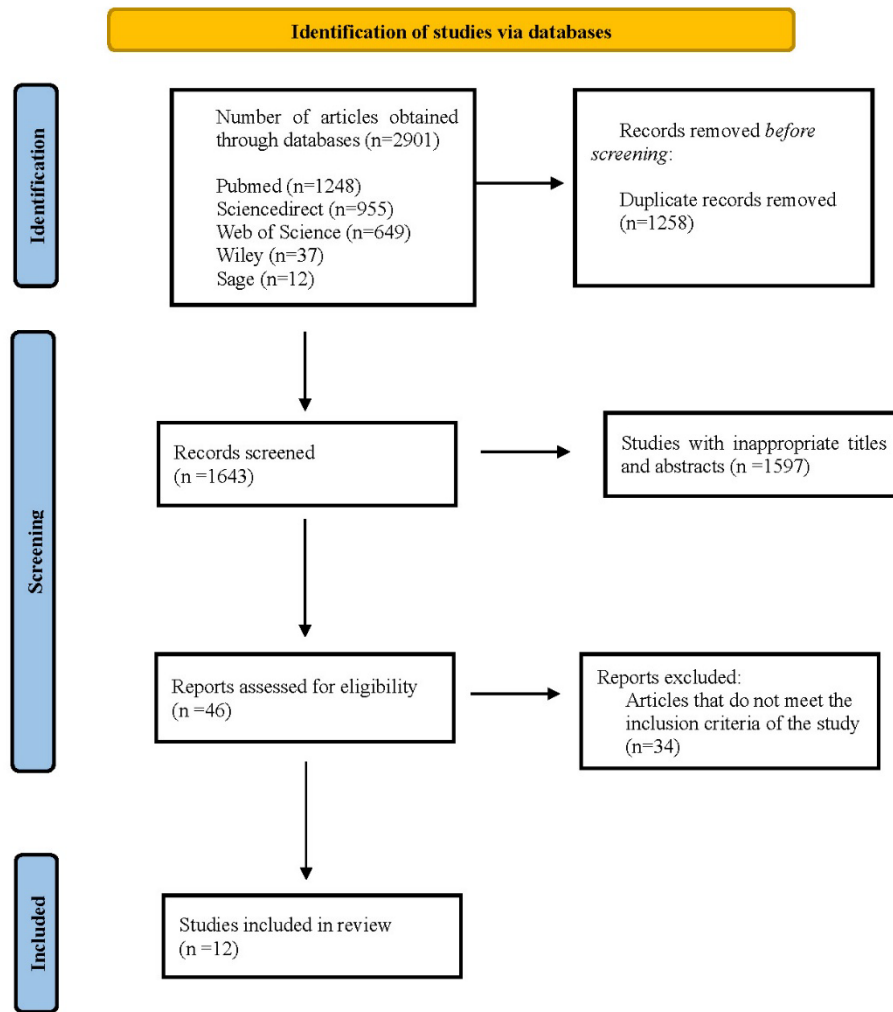 Identification of studies via databases
Identification
Number of articles obtained
through databases (n=2901)
Pubmed (n=1248)
Sciencedirect (n=955)
Web of Science (n=649)
Wiley (n=37)
Sage (n=12)
Records removed before
screening:
Duplicate records removed
(n=1258)
Screening
Records screened
(n =1643)
Studies with inappropriate titles
and abstracts (n =1597)
Reports assessed for eligibility
(n =46)
Reports excluded:
Articles that do not meet the
inclusion criteria of the study
(n=34)
Included
Studies included in review
(n =12)